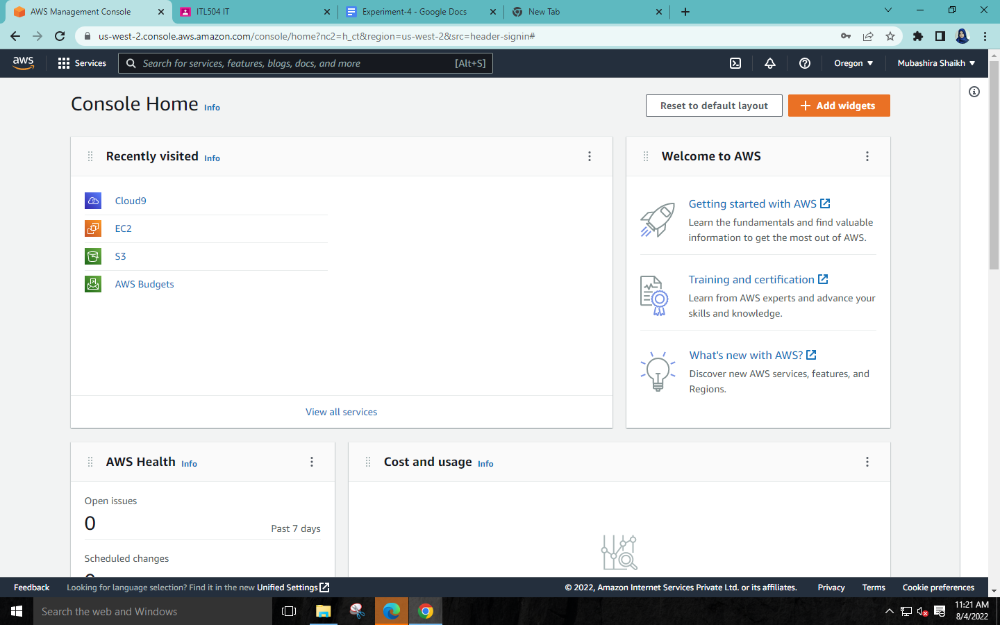 AWS Management Console
ITL504 IT
Experiment-4 - Google Docs
New Tab
us-west-2.console.aws.amazon.com/console/home?nc2=h_ct&region=us-west-2&src=header-signin#
aws
Services
Search for services, features, blogs, docs, and more
[Alt+S]
Oregon
Mubashira Shaikh
Console Home Info
Reset to default layout
Add widgets
Recently visited Info
Cloud9
EC2
S3
AWS Budgets
View all services
Welcome to AWS
Getting started with AWS
Learn the fundamentals and find valuable
information to get the most out of AWS.
Training and certification
Learn from AWS experts and advance your
skills and knowledge.
What's new with AWS?
Discover new AWS services, features, and
Regions.
AWS Health Info
Open issues
0
Past 7 days
Scheduled changes
Cost and usage Info
Feedback
Looking for language selection? Find it in the new Unified Settings
© 2022, Amazon Internet Services Private Ltd. or its affiliates.
Privacy
Terms
Cookie preferences
Search the web and Windows
11:21 AM
8/4/2022